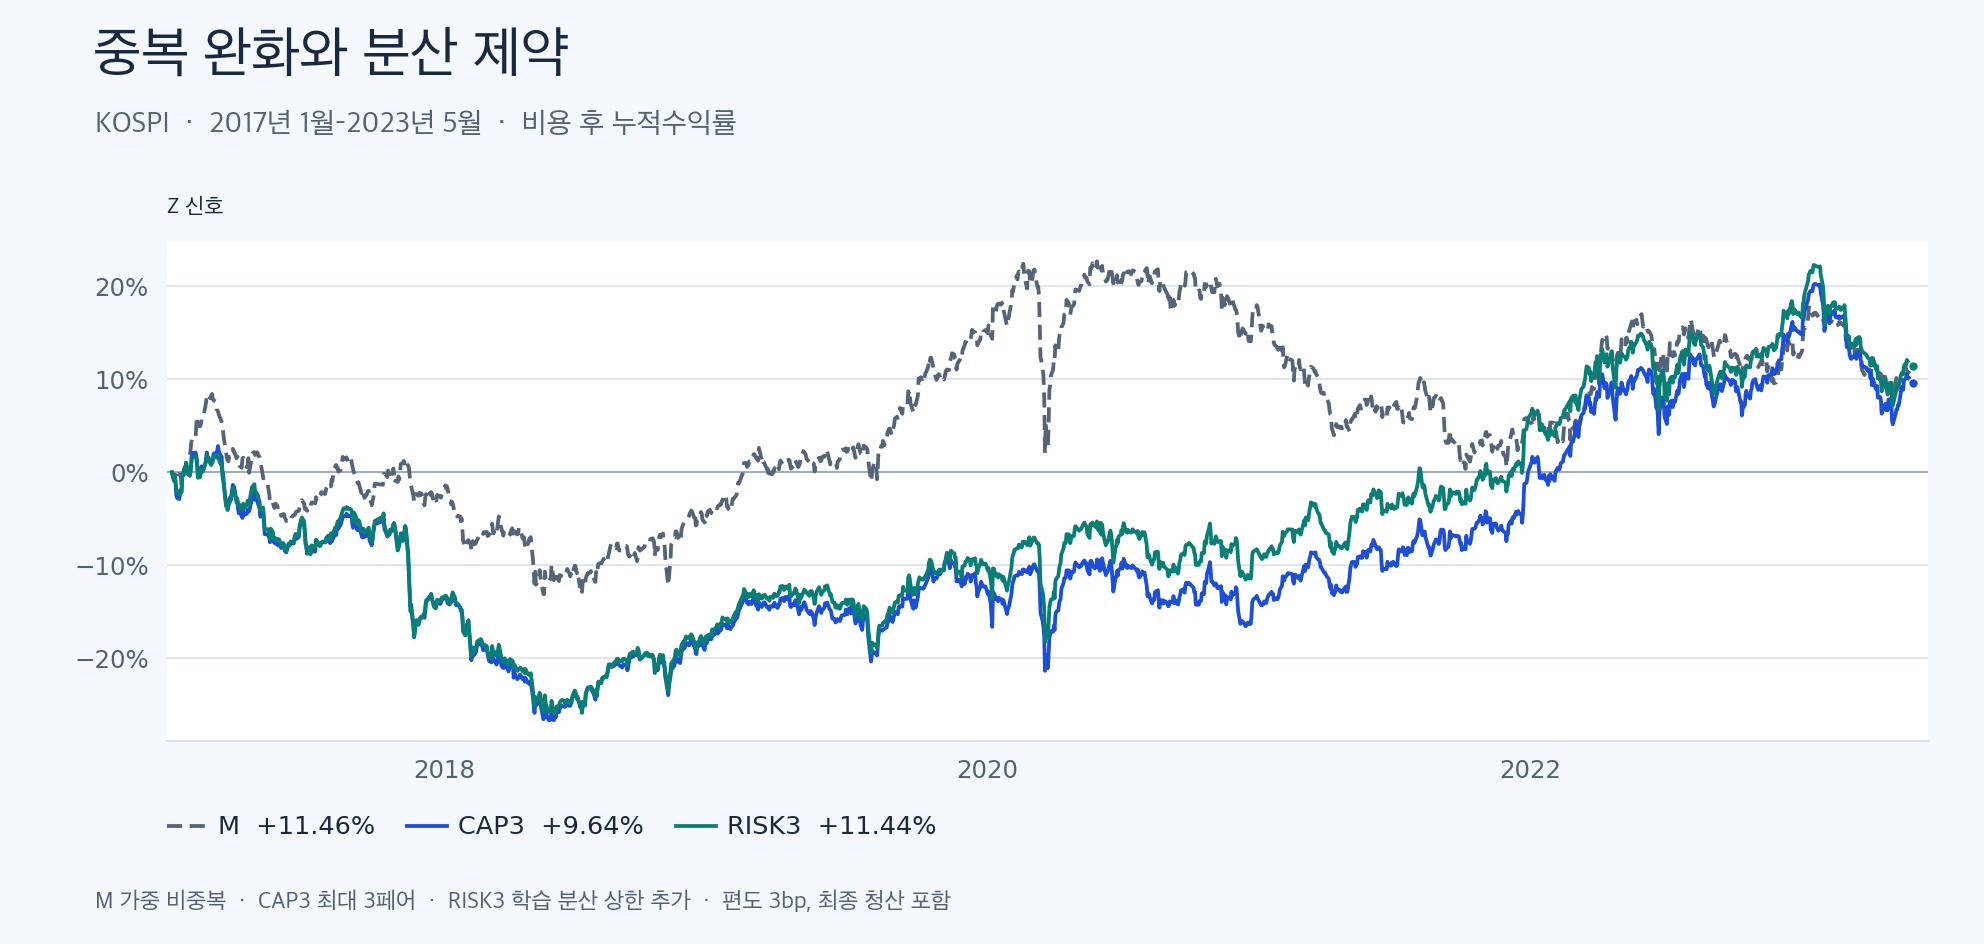 중복 완화와 분산 제약
KOSPI · 2017년 1월-2023년 5월 · 비용 후 누적수익률
Z 신호
20%
10%
0%
−10%
−20%
2018 2020 2022
M +11.46% CAP3 +9.64% RISK3 +11.44%
M 가중 비중복 · CAP3 최대 3페어 · RISK3 학습 분산 상한 추가 · 편도 3bp, 최종 청산 포함